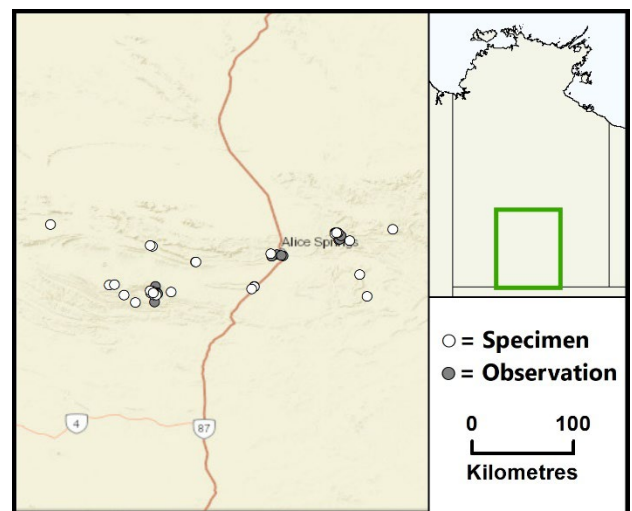 Alice Springs
4
87
= Specimen
= Observation
0 100
Kilometres